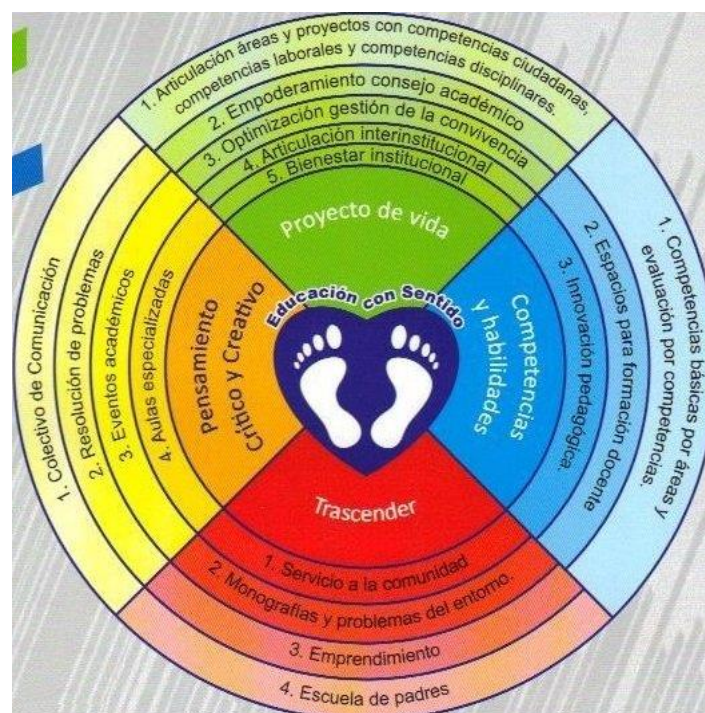 1. Articulación áreas y proyectos con competencias ciudadanas,
competencias laborales y competencias disciplinares.
2. Empoderamiento consejo académico
3. Optimización gestión de la convivencia
4. Articulación interinstitucional
5. Bienestar institucional
Proyecto de vida
Educación con Sentido
1. Colectivo de Comunicación
2. Resolución de problemas
3. Eventos académicos
4. Aulas especializadas
Pensamiento
Crítico y Creativo
Competencias
y habilidades
1. Competencias básicas por áreas y
evaluación por competencias.
2. Espacios para formación docente
3. Innovación pedagógica.
Trascender
1. Servicio a la comunidad
2. Monografías y problemas del entorno.
3. Emprendimiento
4. Escuela de padres